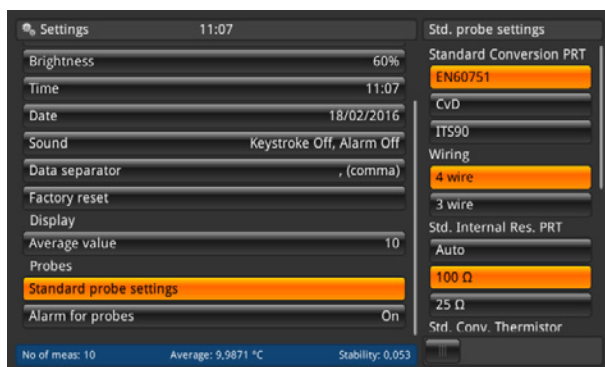 Settings 11:07
Brightness 60%
Time 11:07
Date 18/02/2016
Sound Keystroke Off, Alarm Off
Data separator , (comma)
Factory reset
Display
Average value 10
Probes
Standard probe settings
Alarm for probes On
No of meas: 10 Average: 9,9871 °C Stability: 0,053
Std. probe settings
Standard Conversion PRT
EN60751
CvD
ITS90
Wiring
4 wire
3 wire
Std. Internal Res. PRT
Auto
100 Ω
25 Ω
Std. Conv. Thermistor